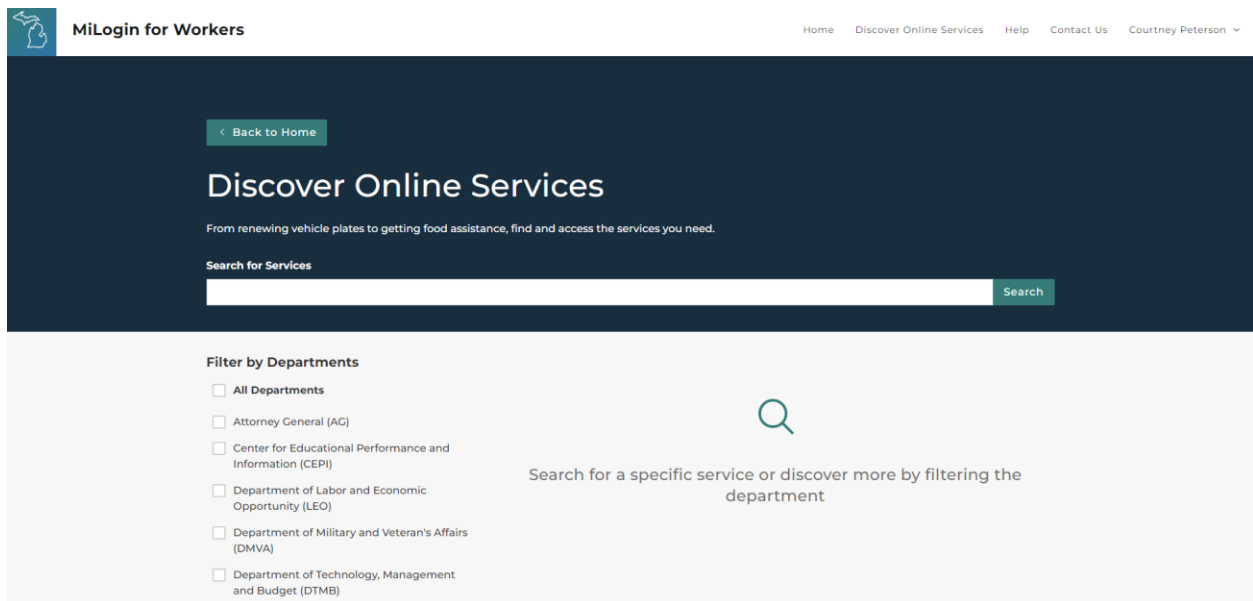 MiLogin for Workers
Home Discover Online Services Help Contact Us Courtney Peterson
Back to Home
Discover Online Services
From renewing vehicle plates to getting food assistance, find and access the services you need.
Search for Services
Search
Filter by Departments
All Departments
Attorney General (AG)
Center for Educational Performance and
Information (CEPI)
Department of Labor and Economic
Opportunity (LEO)
Department of Military and Veteran's Affairs
(DMVA)
Department of Technology, Management
and Budget (DTMB)
Search for a specific service or discover more by filtering the
department